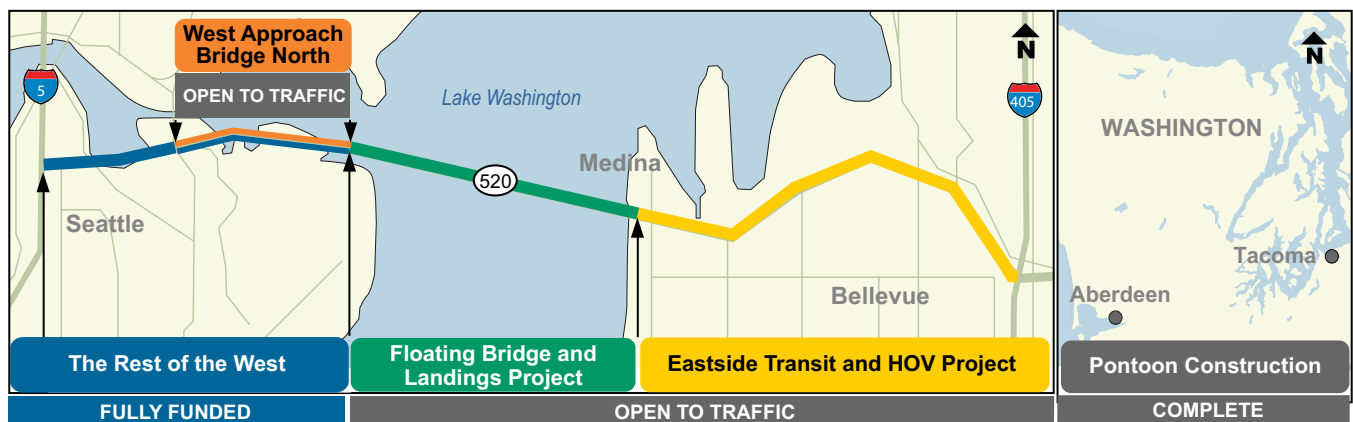 West Approach
Bridge North
OPEN TO TRAFFIC
5
Lake Washington
N
405
Medina
520
Seattle
Bellevue
The Rest of the West
Floating Bridge and
Landings Project
Eastside Transit and HOV Project
FULLY FUNDED
OPEN TO TRAFFIC
N
WASHINGTON
Tacoma
Aberdeen
Pontoon Construction
COMPLETE